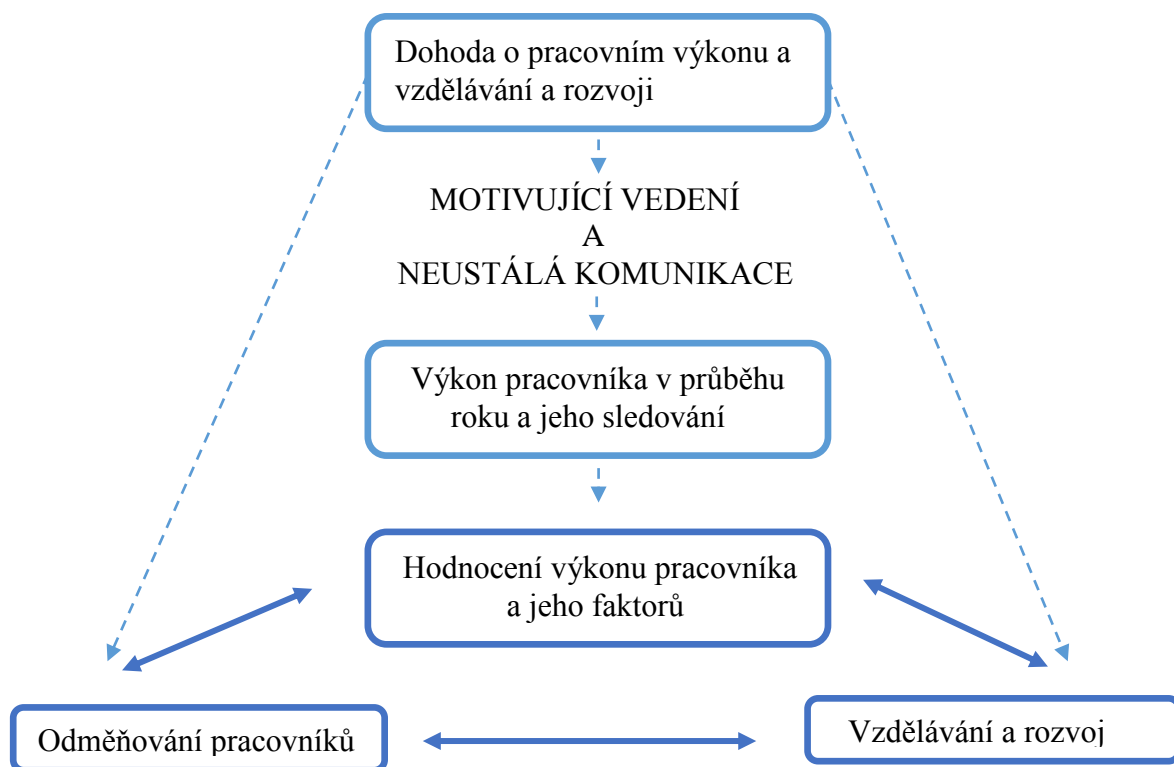 Dohoda o pracovním výkonu a
vzdělávání a rozvoji
MOTIVUJÍCÍ VEDENÍ
A
NEUSTÁLÁ KOMUNIKACE
Výkon pracovníka v průběhu
roku a jeho sledování
Hodnocení výkonu pracovníka
a jeho faktorů
Odměňování pracovníků
Vzdělávání a rozvoj